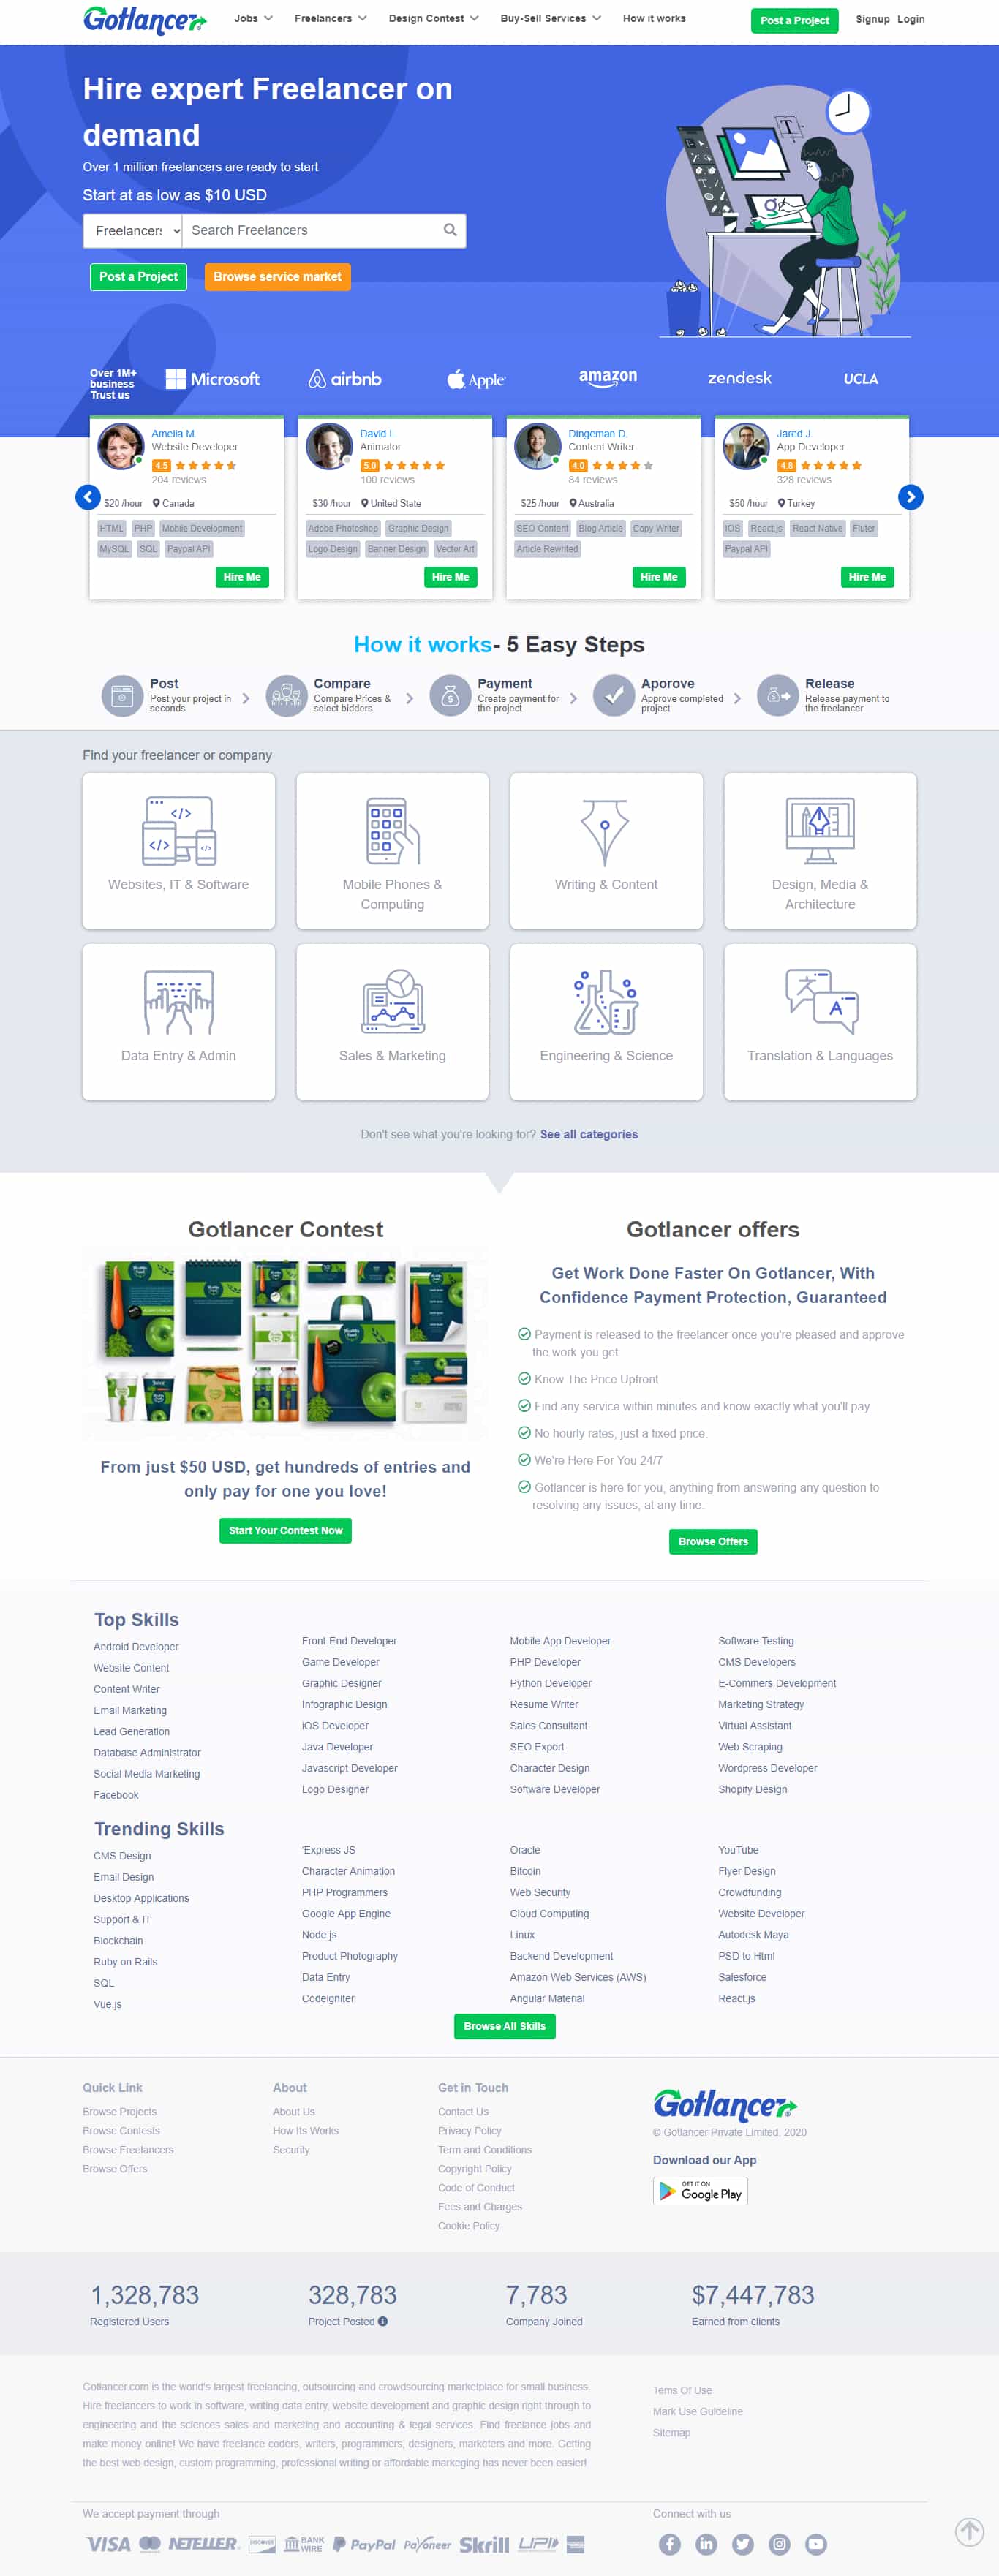 Gotlancer
Jobs
Freelancers
Design Contest
Buy-Sell Services
How it works
Post a Project
Signup
Login
Hire expert Freelancer on
demand
Over 1 million freelancers are ready to start
Start at as low as $10 USD
Freelancers
Search Freelancers
Post a Project
Browse service market
Over 1M+
business
Trust us
Microsoft
airbnb
Apple
amazon
zendesk
UCLA
Amelia M.
Website Developer
4.5
204 reviews
$20 /hour
Canada
HTML
PHP
Mobile Development
MySQL
SQL
Paypal API
Hire Me
David L.
Animator
5.0
100 reviews
$30 /hour
United State
Adobe Photoshop
Graphic Design
Logo Design
Banner Design
Vector Art
Hire Me
Dingeman D.
Content Writer
4.0
84 reviews
$25 /hour
Australia
SEO Content
Blog Article
Copy Writer
Article Rewrited
Hire Me
Jared J.
App Developer
4.8
328 reviews
$50 /hour
Turkey
IOS
React.js
React Native
Fluter
Paypal API
Hire Me
How it works- 5 Easy Steps
Post
Post your project in
seconds
Compare
Compare Prices &
select bidders
Payment
Create payment for
the project
Aporove
Approve completed
project
Release
Release payment to
the freelancer
Find your freelancer or company
Websites, IT & Software
Mobile Phones &
Computing
Writing & Content
Design, Media &
Architecture
Data Entry & Admin
Sales & Marketing
Engineering & Science
Translation & Languages
Don't see what you're looking for? See all categories
Gotlancer Contest
From just $50 USD, get hundreds of entries and
only pay for one you love!
Start Your Contest Now
Gotlancer offers
Get Work Done Faster On Gotlancer, With
Confidence Payment Protection, Guaranteed
Payment is released to the freelancer once you're pleased and approve
the work you get.
Know The Price Upfront
Find any service within minutes and know exactly what you'll pay.
No hourly rates, just a fixed price.
We're Here For You 24/7
Gotlancer is here for you, anything from answering any question to
resolving any issues, at any time.
Browse Offers
Top Skills
Android Developer
Website Content
Content Writer
Email Marketing
Lead Generation
Database Administrator
Social Media Marketing
Facebook
Front-End Developer
Game Developer
Graphic Designer
Infographic Design
iOS Developer
Java Developer
Javascript Developer
Logo Designer
Mobile App Developer
PHP Developer
Python Developer
Resume Writer
Sales Consultant
SEO Export
Character Design
Software Developer
Software Testing
CMS Developers
E-Commers Development
Marketing Strategy
Virtual Assistant
Web Scraping
Wordpress Developer
Shopify Design
Trending Skills
CMS Design
Email Design
Desktop Applications
Support & IT
Blockchain
Ruby on Rails
SQL
Vue.js
'Express JS
Character Animation
PHP Programmers
Google App Engine
Node.js
Product Photography
Data Entry
Codeigniter
Oracle
Bitcoin
Web Security
Cloud Computing
Linux
Backend Development
Amazon Web Services (AWS)
Angular Material
YouTube
Flyer Design
Crowdfunding
Website Developer
Autodesk Maya
PSD to Html
Salesforce
React.js
Browse All Skills
Quick Link
Browse Projects
Browse Contests
Browse Freelancers
Browse Offers
About
About Us
How Its Works
Security
Get in Touch
Contact Us
Privacy Policy
Term and Conditions
Copyright Policy
Code of Conduct
Fees and Charges
Cookie Policy
Gotlancer
© Gotlancer Private Limited. 2020
Download our App
GET IT ON
Google Play
1,328,783
Registered Users
328,783
Project Posted
7,783
Company Joined
$7,447,783
Earned from clients
Gotlancer.com is the world's largest freelancing, outsourcing and crowdsourcing marketplace for small business.
Hire freelancers to work in software, writing data entry, website development and graphic design right through to
engineering and the sciences sales and marketing and accounting & legal services. Find freelance jobs and
make money online! We have freelance coders, writers, programmers, designers, marketers and more. Getting
the best web design, custom programming, professional writing or affordable markeging has never been easier!
Tems Of Use
Mark Use Guideline
Sitemap
We accept payment through
VISA
NETELLER
DISCOVER
BANK
WIRE
PayPal
Payoneer
Skrill
UPI
Connect with us